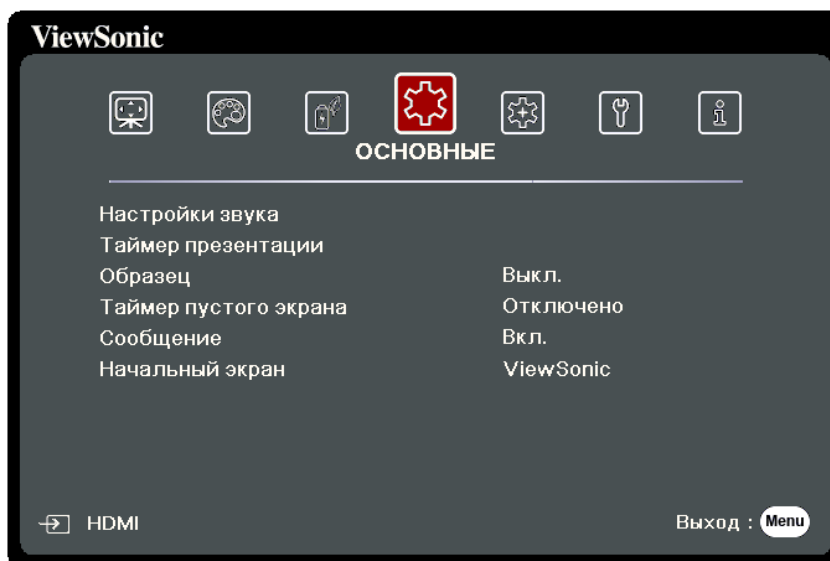 ViewSonic
ОСНОВНЫЕ
Настройки звука
Таймер презентации
Образец Выкл.
Таймер пустого экрана Отключено
Сообщение Вкл.
Начальный экран ViewSonic
HDMI Выход : Menu